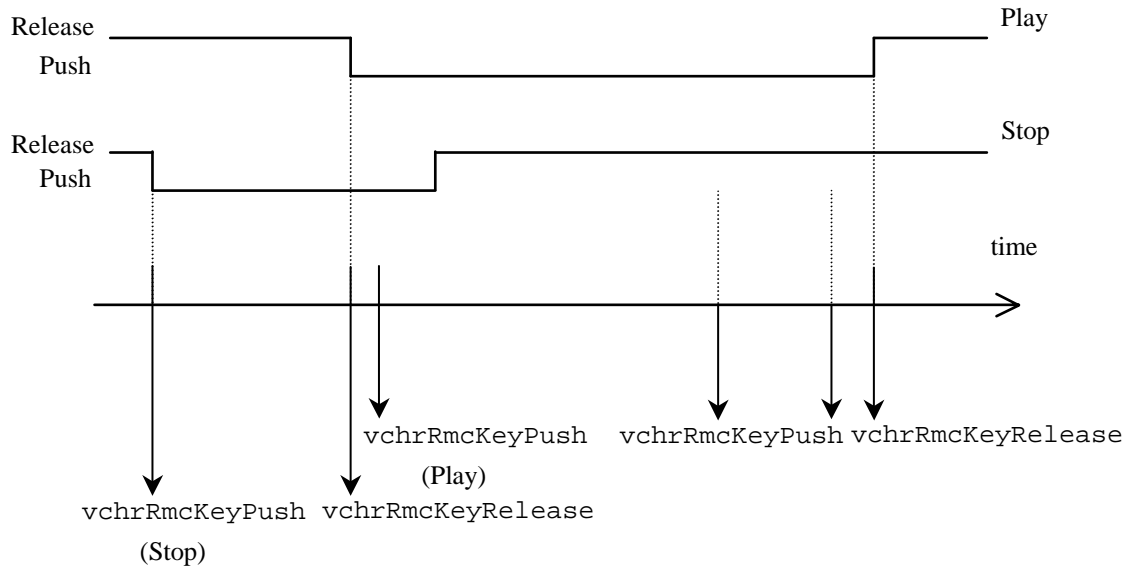 Release
Play
Push
Release
Stop
Push
time
vchrRmcKeyPush vchrRmcKeyPush vchrRmcKeyRelease
(Play)
vchrRmcKeyPush vchrRmcKeyRelease
(Stop)